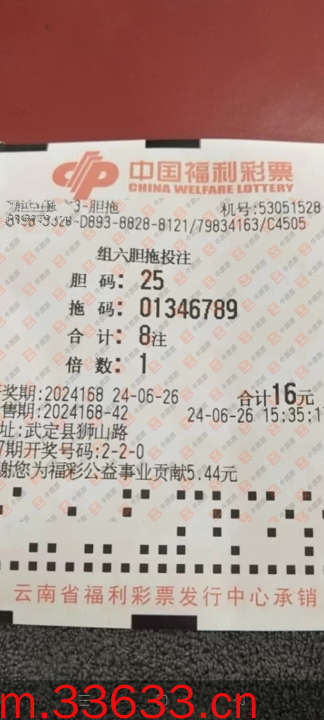 中国福利彩票
CHINA WELFARE LOTTERY
3-胆拖 机号:53051528
D893-8828-8121/79834163/C4505
组六胆拖投注
胆 码: 25
拖 码: 01346789
合 计: 8注
倍 数: 1
奖期:2024168 24-06-26 合计16元
售期:2024168-42 24-06-26 15:35:1
址:武定县狮山路
7期开奖号码:2-2-0
谢您为福彩公益事业贡献5.44元
云南省福利彩票发行中心承销
m.33633.cn